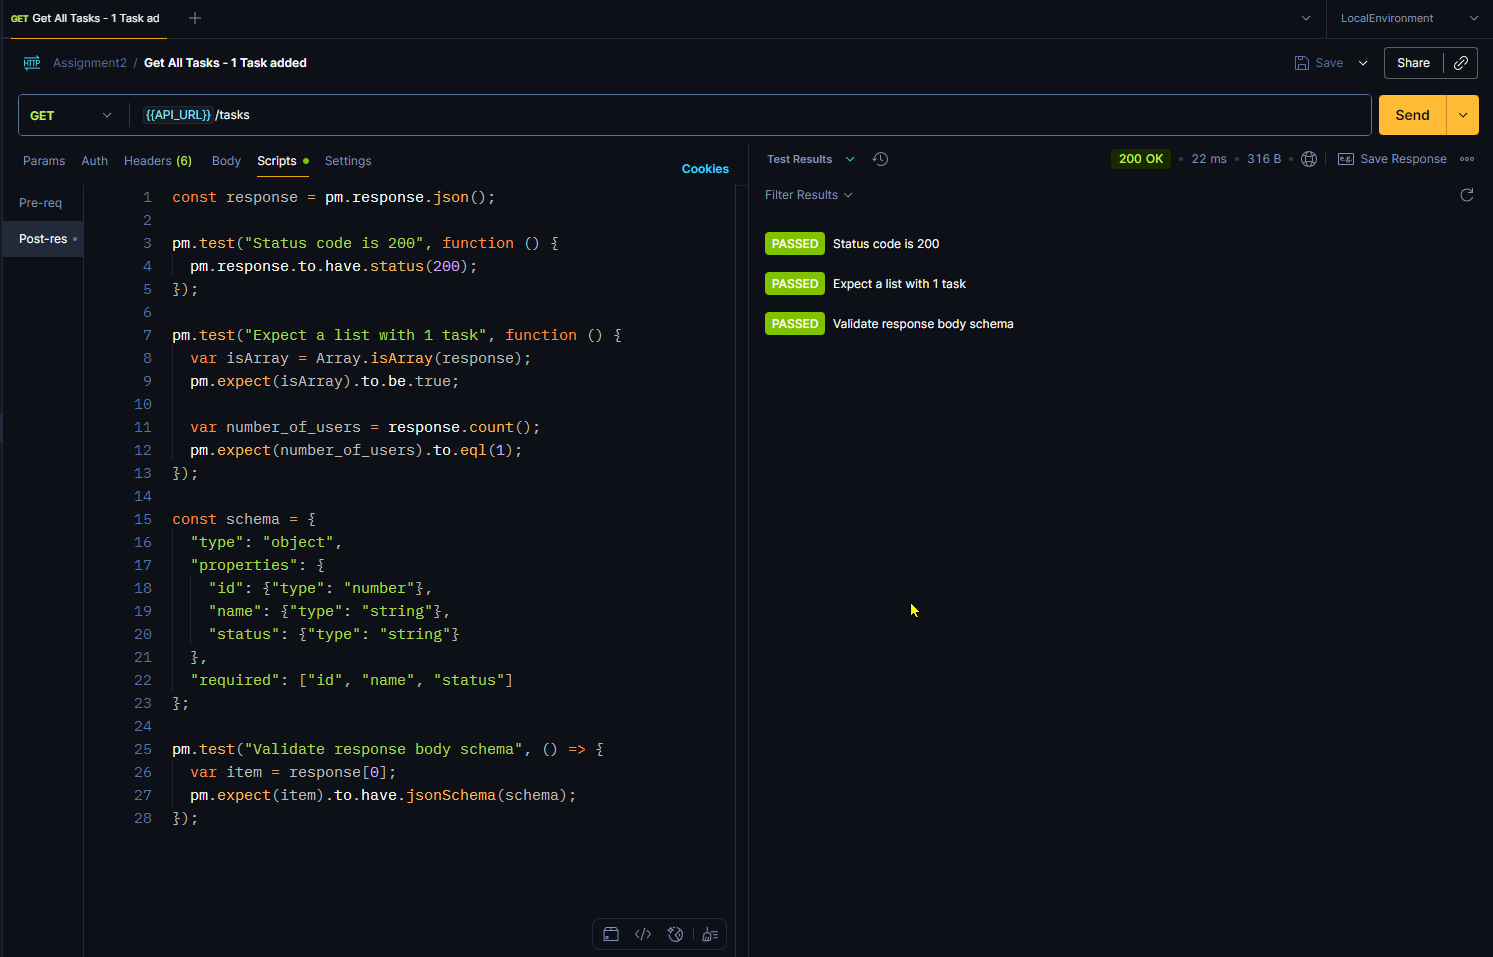 GET Get All Tasks - 1 Task ad
LocalEnvironment
HTTP Assignment2 / Get All Tasks - 1 Task added
Save
Share
GET
{{API_URL}} /tasks
Send
Params Auth Headers (6) Body Scripts Settings
Cookies
Pre-req
Post-res
1 const response = pm.response.json();
2
3 pm.test("Status code is 200", function () {
4 pm.response.to.have.status(200);
5 });
6
7 pm.test("Expect a list with 1 task", function () {
8 var isArray = Array.isArray(response);
9 pm.expect(isArray).to.be.true;
10
11 var number_of_users = response.count();
12 pm.expect(number_of_users).to.eql(1);
13 });
14
15 const schema = {
16 "type": "object",
17 "properties": {
18 "id": {"type": "number"},
19 "name": {"type": "string"},
20 "status": {"type": "string"}
21 },
22 "required": ["id", "name", "status"]
23 };
24
25 pm.test("Validate response body schema", () => {
26 var item = response[0];
27 pm.expect(item).to.have.jsonSchema(schema);
28 });
Test Results
200 OK • 22 ms • 316 B • e.g. Save Response
Filter Results
PASSED Status code is 200
PASSED Expect a list with 1 task
PASSED Validate response body schema